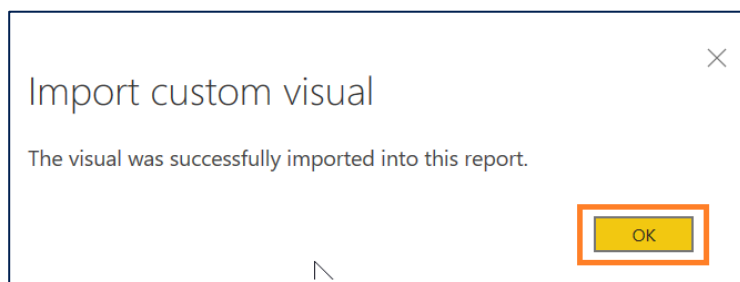 Import custom visual
The visual was successfully imported into this report.
OK